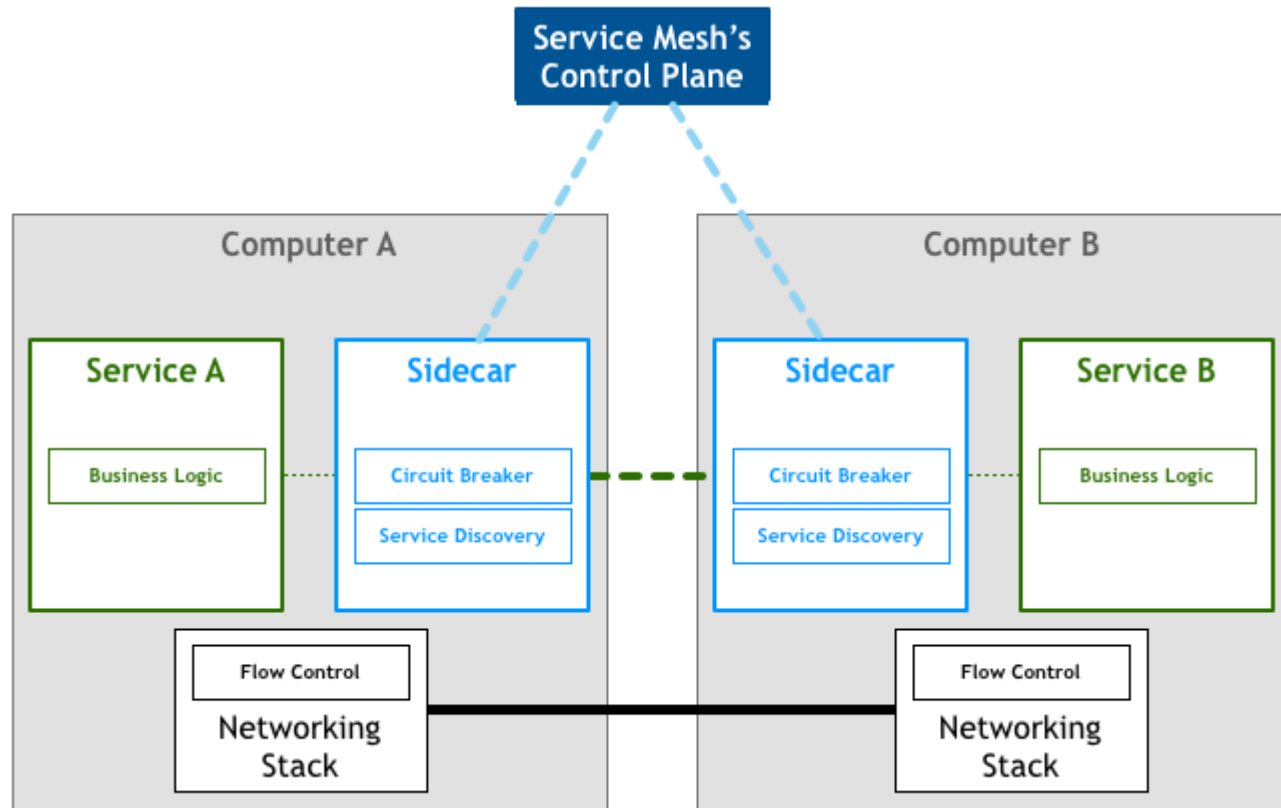 Service Mesh's
Control Plane
Computer A
Computer B
Service A
Sidecar
Sidecar
Service B
Business Logic
Circuit Breaker
Circuit Breaker
Business Logic
Service Discovery
Service Discovery
Flow Control
Flow Control
Networking
Stack
Networking
Stack